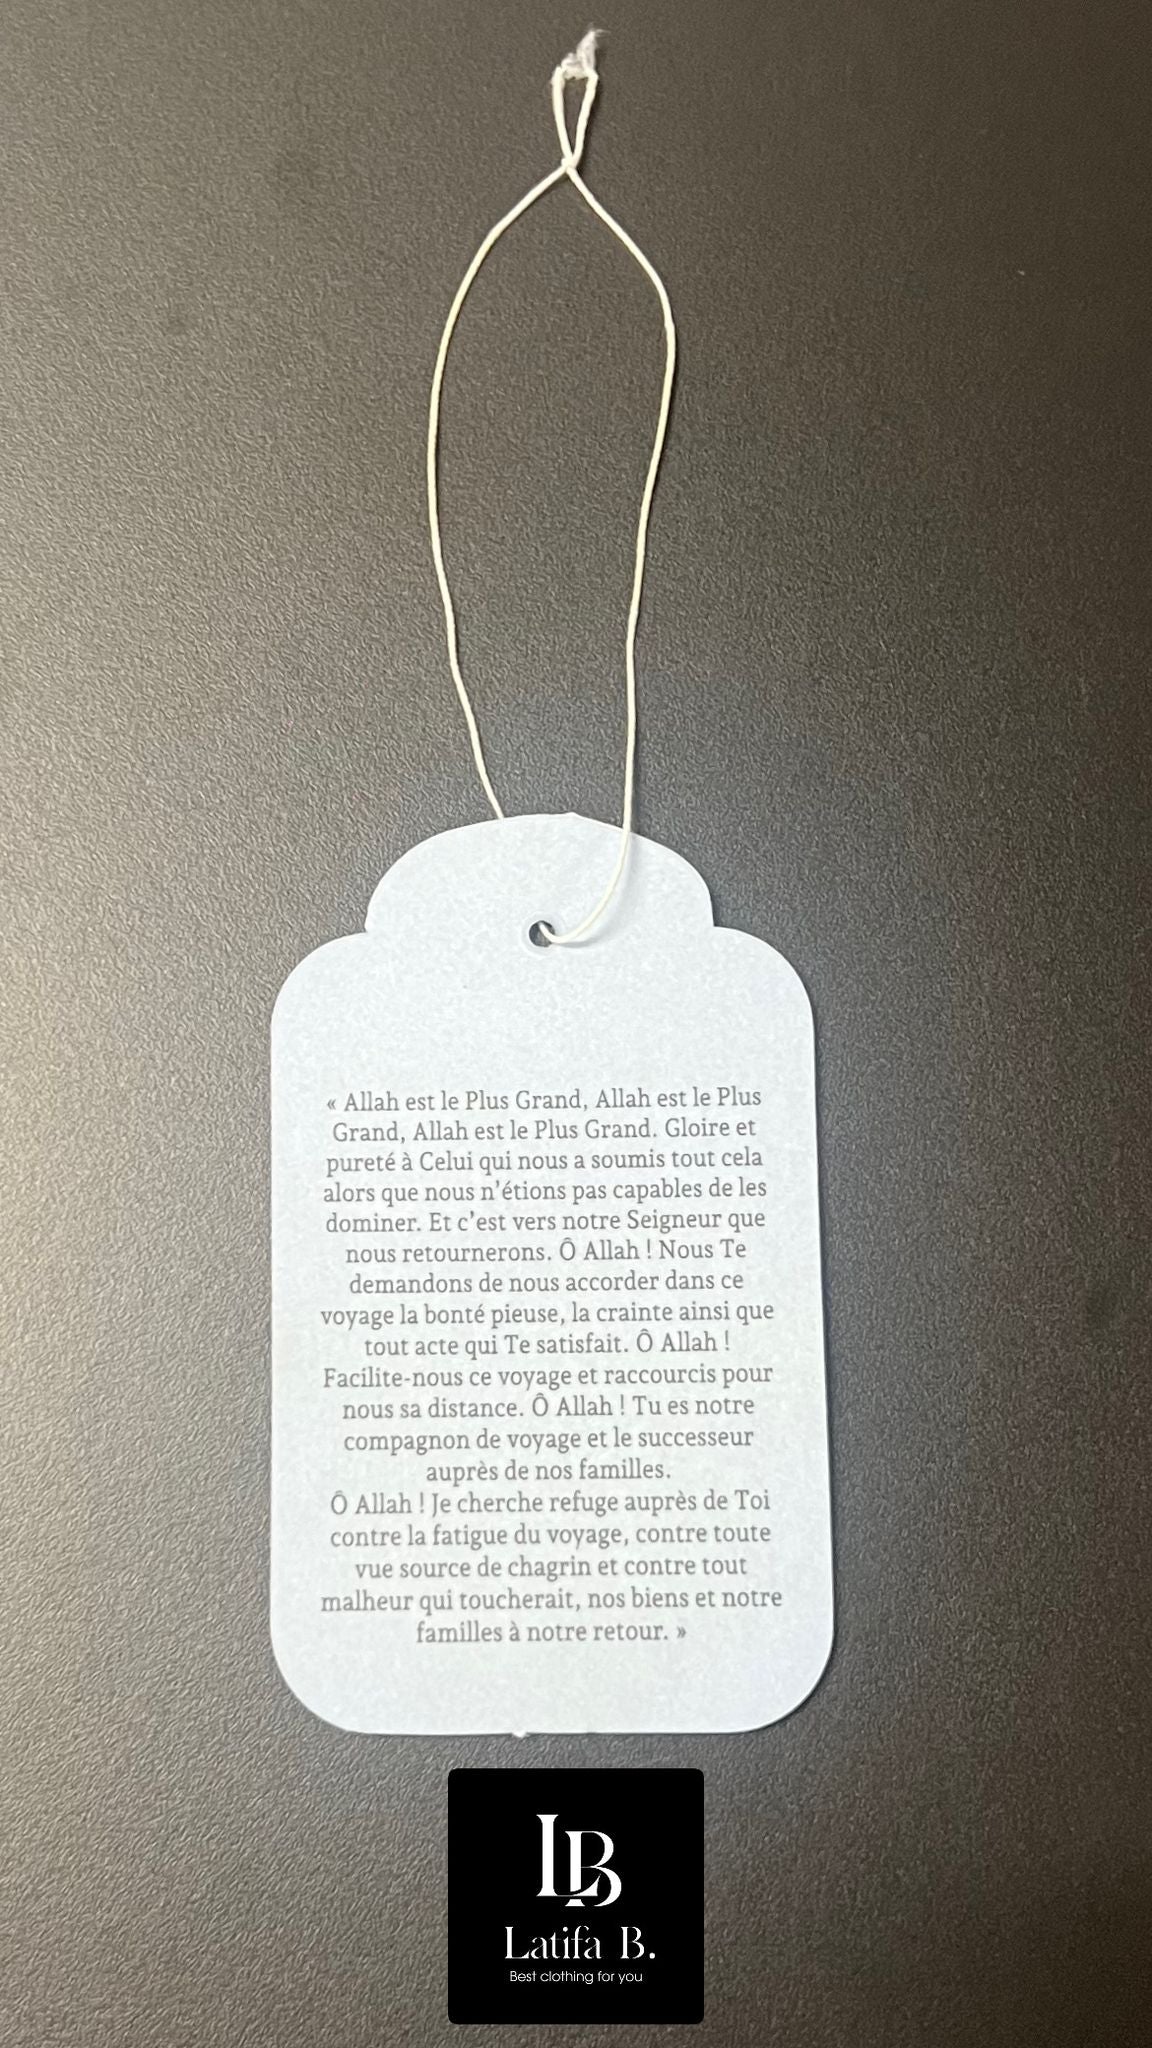 « Allah est le Plus Grand, Allah est le Plus
Grand, Allah est le Plus Grand. Gloire et
pureté à Celui qui nous a soumis tout cela
alors que nous n’étions pas capables de les
dominer. Et c’est vers notre Seigneur que
nous retournerons. Ô Allah ! Nous Te
demandons de nous accorder dans ce
voyage la bonté pieuse, la crainte ainsi que
tout acte qui Te satisfait. Ô Allah !
Facilite-nous ce voyage et raccourcis pour
nous sa distance. Ô Allah ! Tu es notre
compagnon de voyage et le successeur
auprès de nos familles.
Ô Allah ! Je cherche refuge auprès de Toi
contre la fatigue du voyage, contre toute
vue source de chagrin et contre tout
malheur qui toucherait, nos biens et notre
familles à notre retour. »
LB
Latifa B.
Best clothing for you